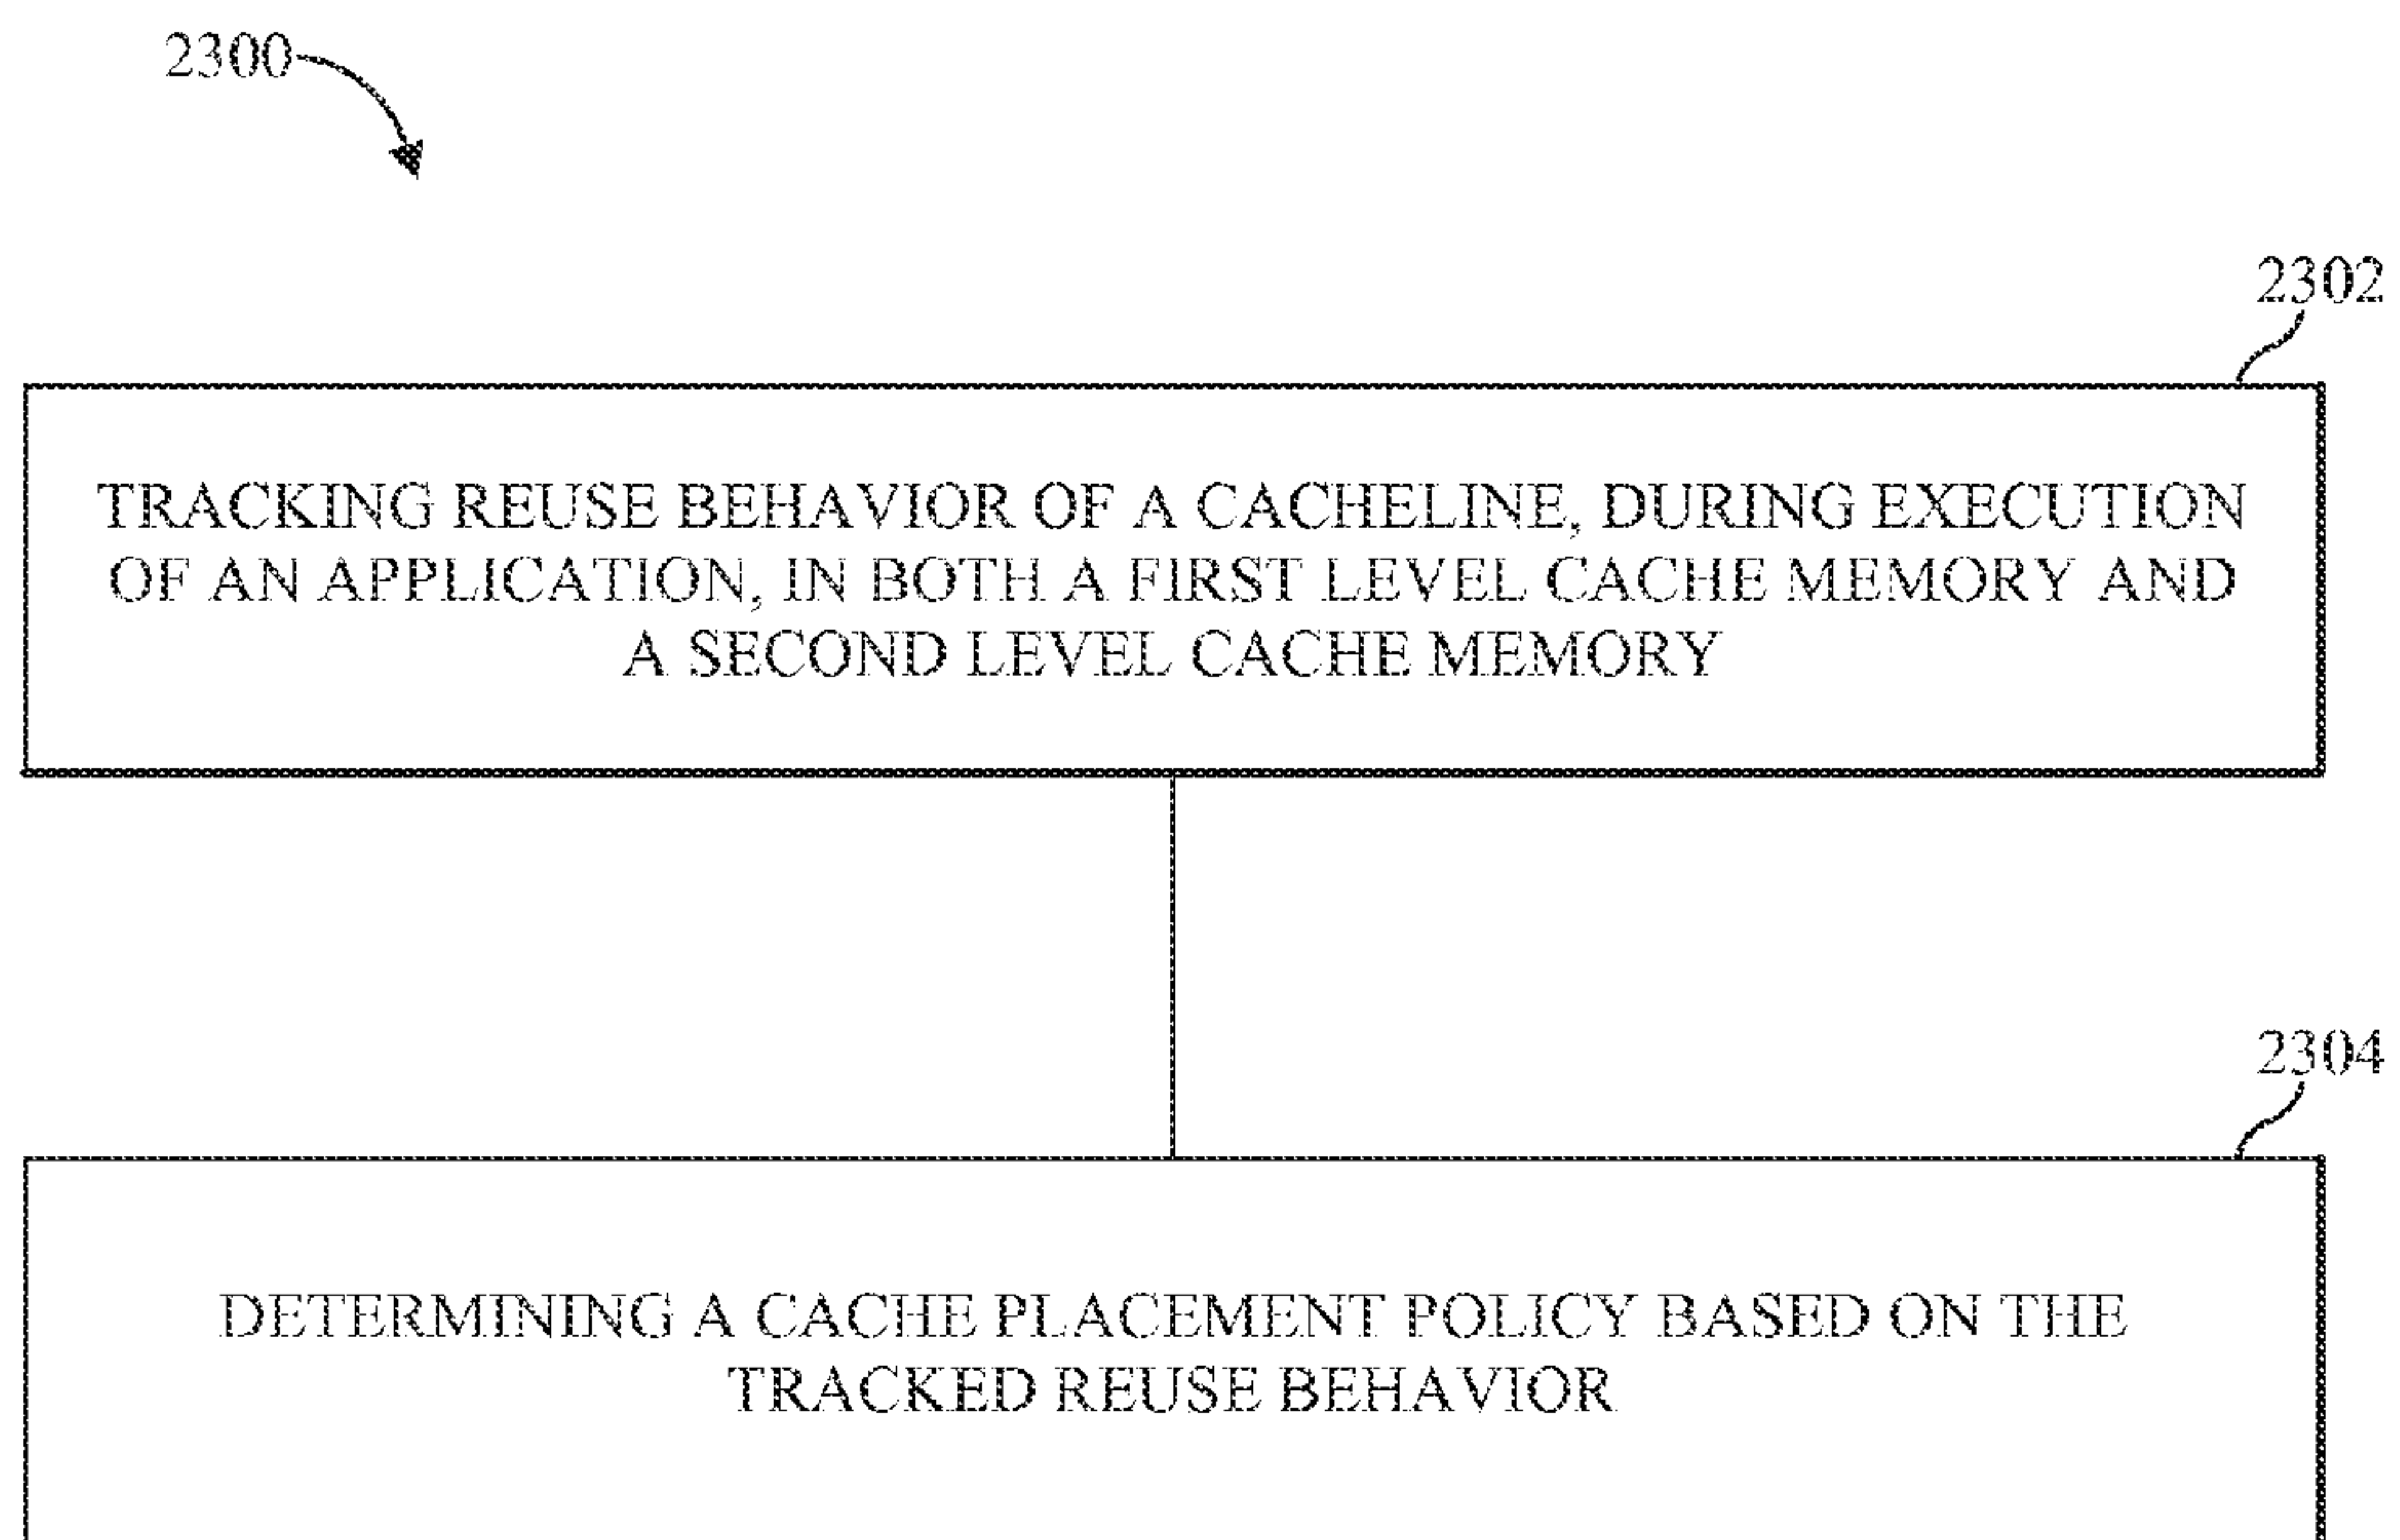 2300
2302
TRACKING REUSE BEHAVIOR OF A CACHELINE, DURING EXECUTION
OF AN APPLICATION, IN BOTH A FIRST LEVEL CACHE MEMORY AND
A SECOND LEVEL CACHE MEMORY
2304
DETERMINING A CACHE PLACEMENT POLICY BASED ON THE
TRACKED REUSE BEHAVIOR